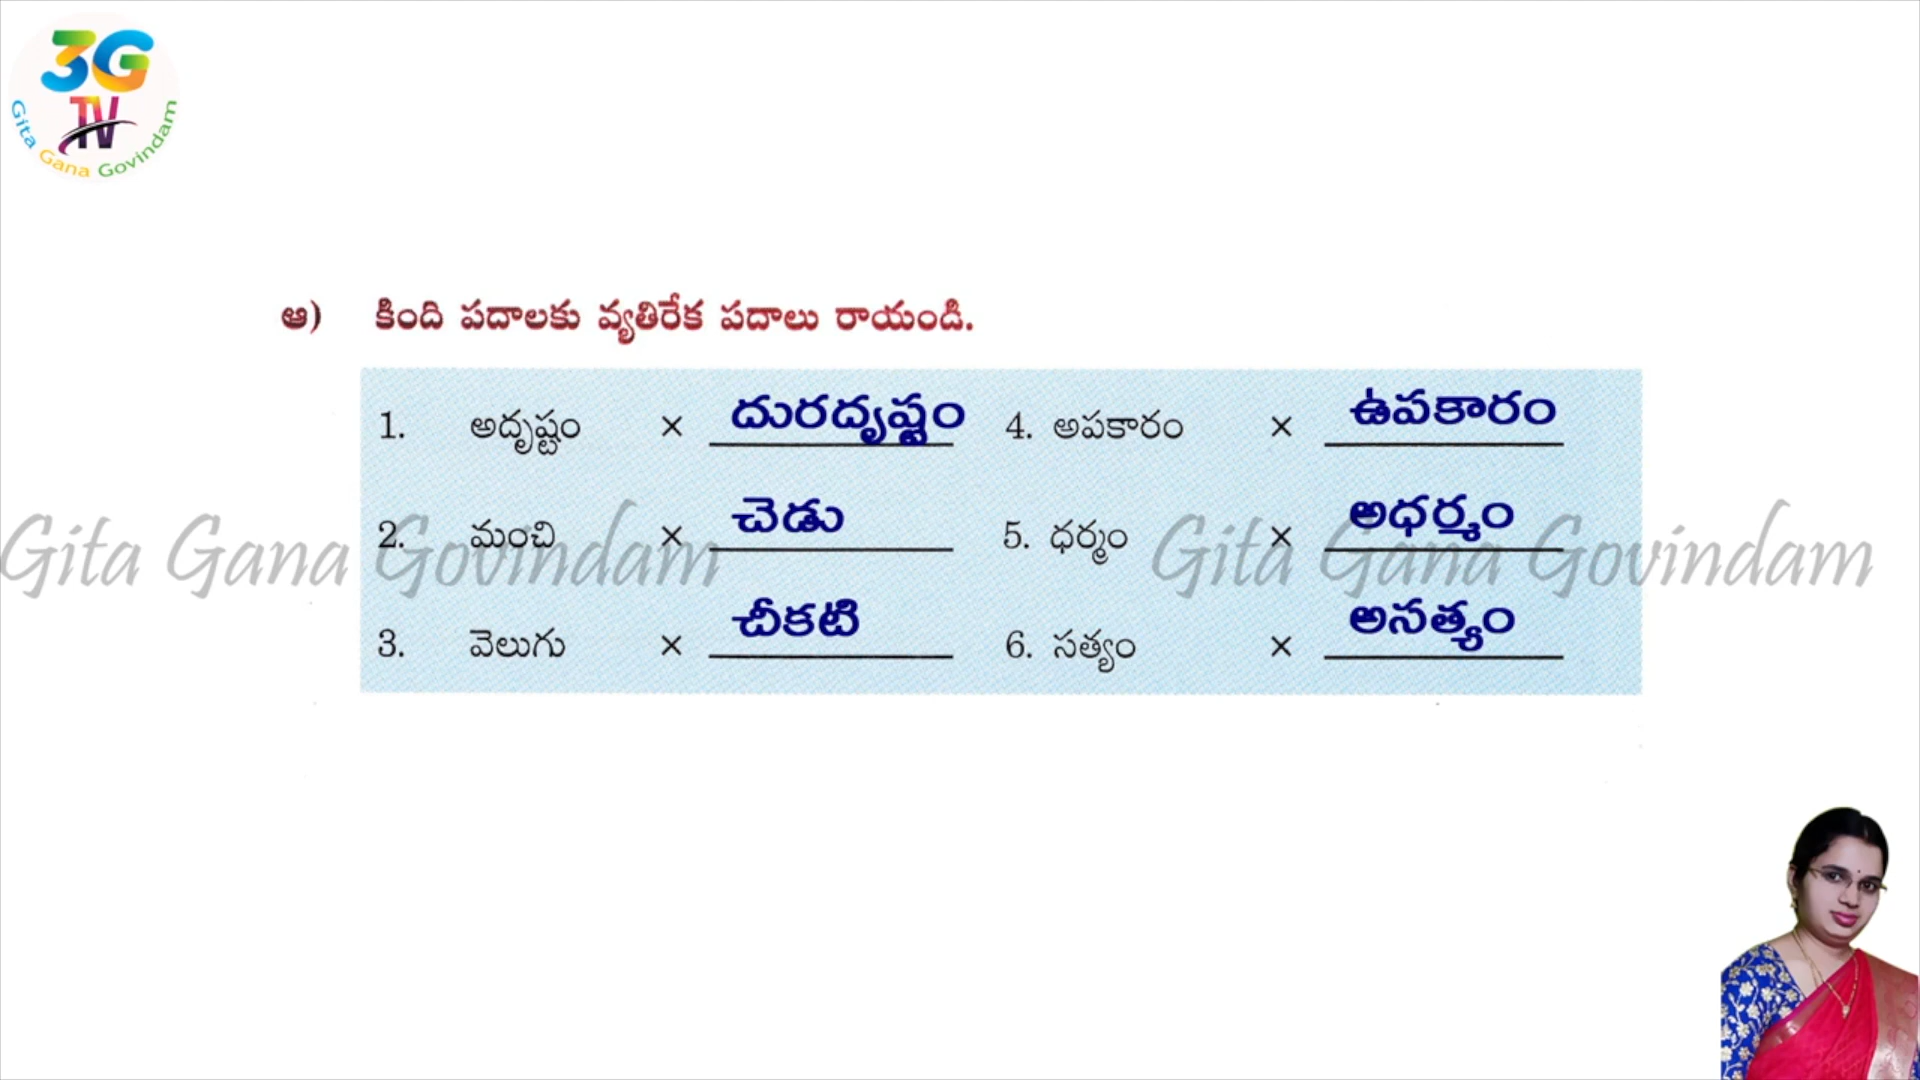 3G
TV
Gita Gana Govindam
ఆ) కింది పదాలకు వ్యతిరేక పదాలు రాయండి.
1. అదృష్టం × దురదృష్టం 4. అపకారం × ఉపకారం
2. మంచి × చెడు 5. ధర్మం × అధర్మం
Gita Gana Govindam Gita Gana Govindam
3. వెలుగు × చీకటి 6. సత్యం × అసత్యం